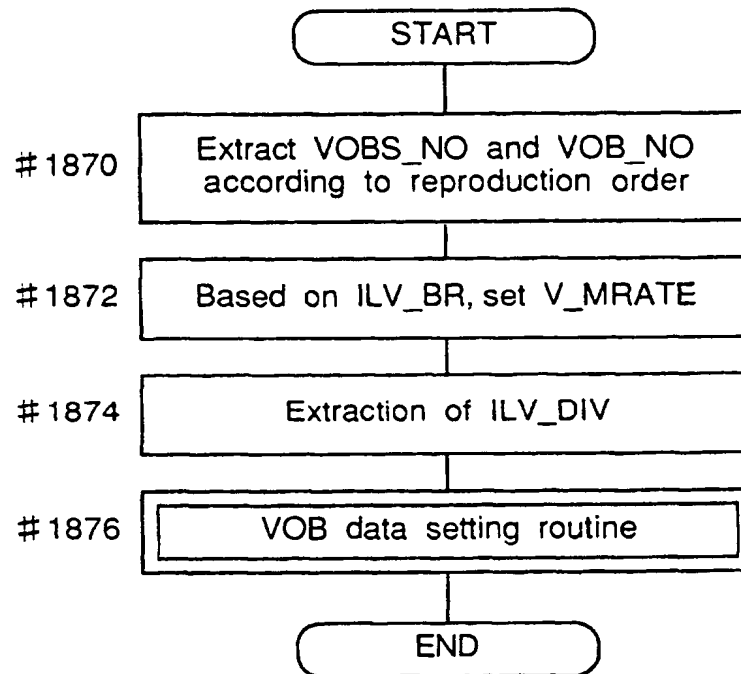 START
#1870
Extract VOBS_NO and VOB_NO
according to reproduction order
#1872
Based on ILV_BR, set V_MRATE
#1874
Extraction of ILV_DIV
#1876
VOB data setting routine
END